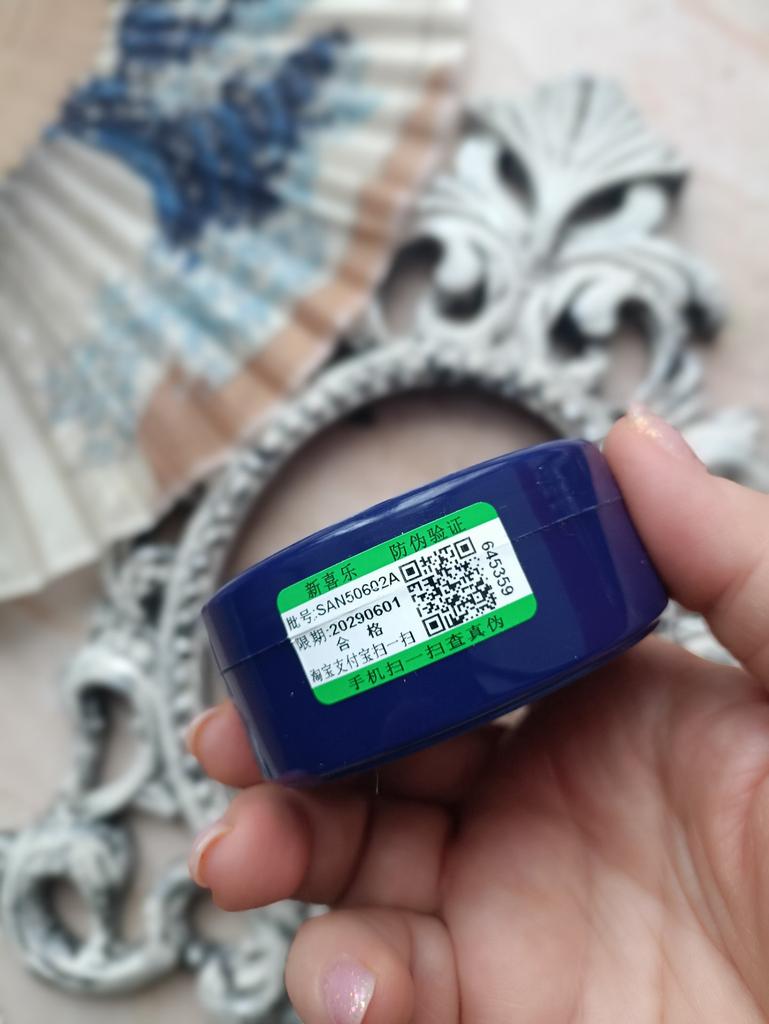 新喜乐 防伪验证
批号:SAN50602A
限期:20290601
合 格
淘宝支付宝扫一扫
645359
手机扫一扫查真伪